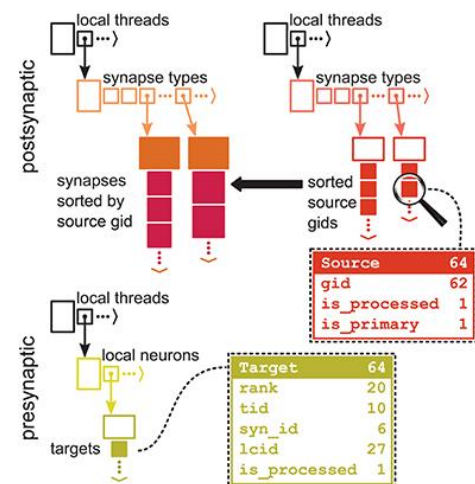 local threads
local threads
postsynaptic
synapse types
synapse types
synapses
sorted by
source gid
sorted
source
gids
Source 64
gid 62
is_processed 1
is_primary 1
presynaptic
local threads
local neurons
targets
Target 64
rank 20
tid 10
syn_id 6
lcid 27
is_processed 1